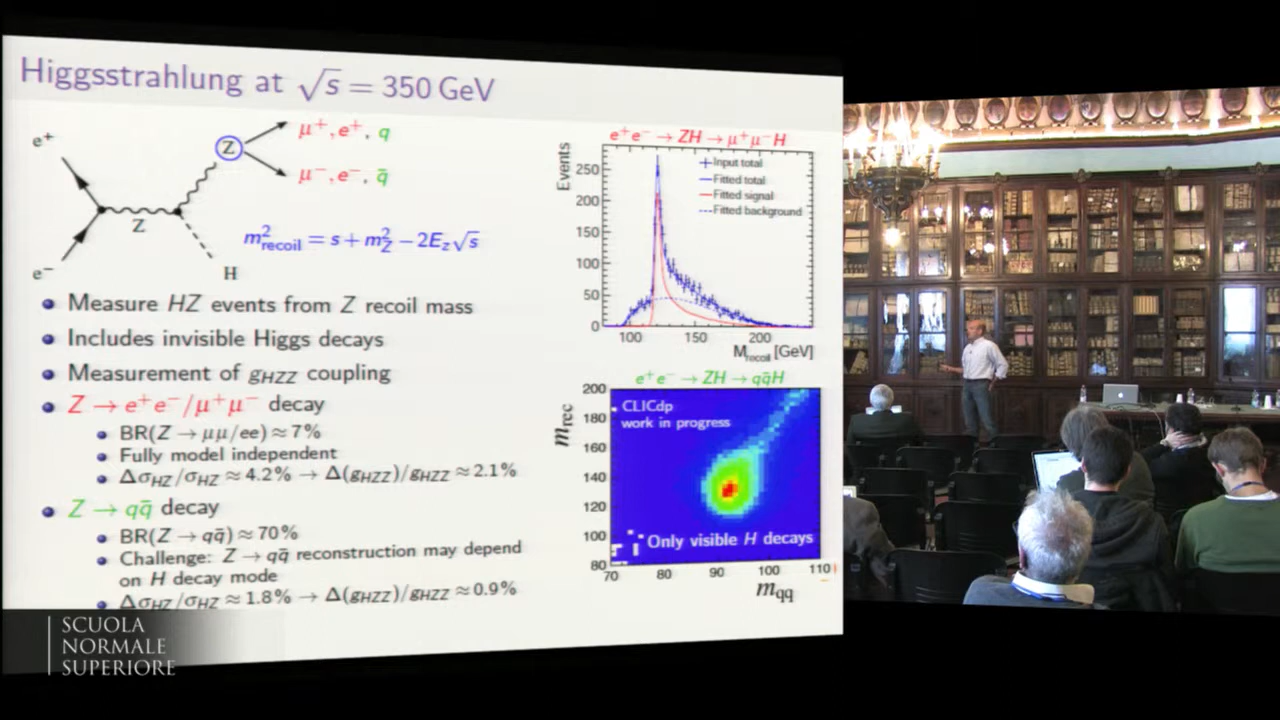 Higgsstrahlung at √s = 350 GeV
e⁺
e⁻
Z
Z
H
μ⁺, e⁺, q
μ⁻, e⁻, q̄
m²recoil = s + m²Z − 2Ez√s
• Measure HZ events from Z recoil mass
• Includes invisible Higgs decays
• Measurement of gHZZ coupling
• Z → e⁺e⁻/μ⁺μ⁻ decay
• BR(Z → μμ/ee) ≈ 7%
• Fully model independent
• ΔσHZ/σHZ ≈ 4.2% → Δ(gHZZ)/gHZZ ≈ 2.1%
• Z → qq̄ decay
• BR(Z → qq̄) ≈ 70%
• Challenge: Z → qq̄ reconstruction may depend
on H decay mode
• ΔσHZ/σHZ ≈ 1.8% → Δ(gHZZ)/gHZZ ≈ 0.9%
e⁺e⁻ → ZH → μ⁺μ⁻H
Events
250
200
150
100
50
0
Input total
Fitted total
Fitted signal
Fitted background
100 150 200
Mrecoil [GeV]
e⁺e⁻ → ZH → qq̄H
mrec
200
180
160
140
120
100
80
CLICdp
work in progress
Only visible H decays
70 80 90 100 110
mqq
SCUOLA
NORMALE
SUPERIORE